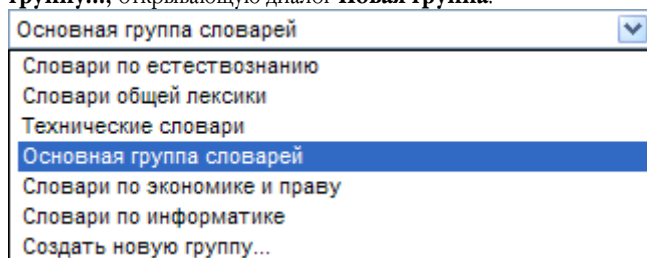 группу..., открывающую диалог Новая группа.
Основная группа словарей
Словари по естествознанию
Словари общей лексики
Технические словари
Основная группа словарей
Словари по экономике и праву
Словари по информатике
Создать новую группу...